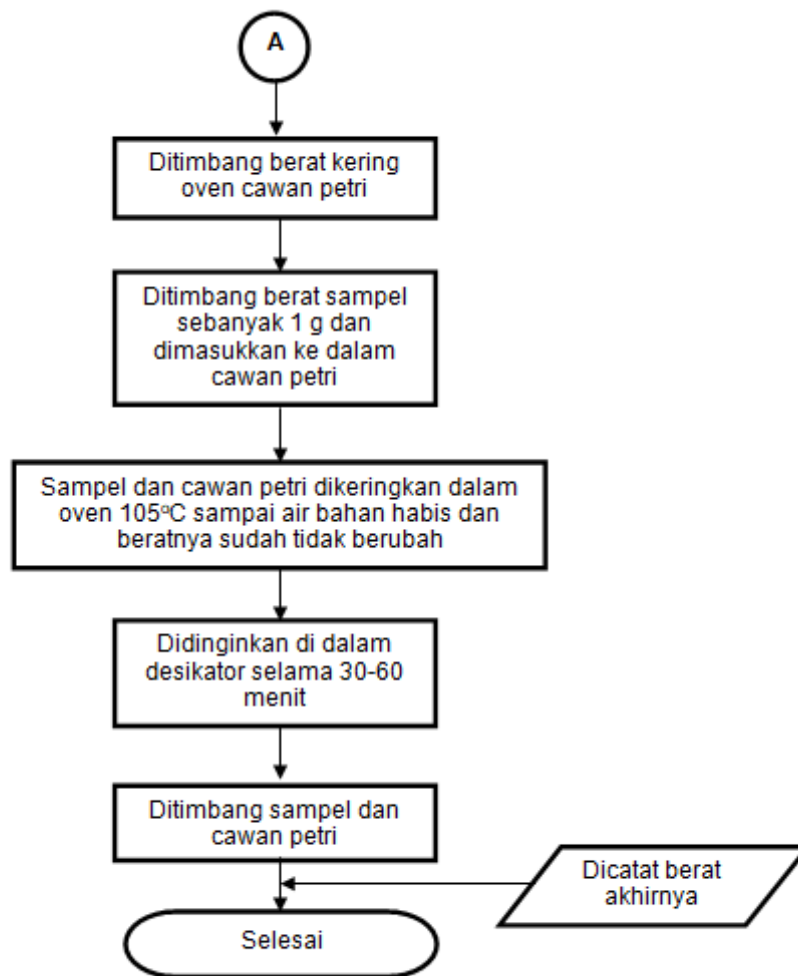 A
Ditimbang berat kering
oven cawan petri
Ditimbang berat sampel
sebanyak 1 g dan
dimasukkan ke dalam
cawan petri
Sampel dan cawan petri dikeringkan dalam
oven 105°C sampai air bahan habis dan
beratnya sudah tidak berubah
Didinginkan di dalam
desikator selama 30-60
menit
Ditimbang sampel dan
cawan petri
Dicatat berat
akhirnya
Selesai